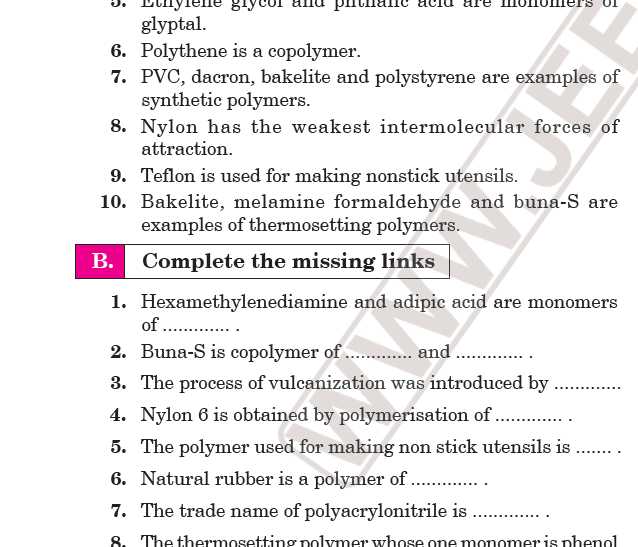 5. Ethylene glycol and phthalic acid are monomers of
glyptal.
6. Polythene is a copolymer.
7. PVC, dacron, bakelite and polystyrene are examples of
synthetic polymers.
8. Nylon has the weakest intermolecular forces of
attraction.
9. Teflon is used for making nonstick utensils.
10. Bakelite, melamine formaldehyde and buna-S are
examples of thermosetting polymers.
B. Complete the missing links
1. Hexamethylenediamine and adipic acid are monomers
of ............. .
2. Buna-S is copolymer of ............. and ............. .
3. The process of vulcanization was introduced by .............
4. Nylon 6 is obtained by polymerisation of ............. .
5. The polymer used for making non stick utensils is ....... .
6. Natural rubber is a polymer of ............. .
7. The trade name of polyacrylonitrile is ............. .
8. The thermosetting polymer whose one monomer is phenol
WWW.JEE